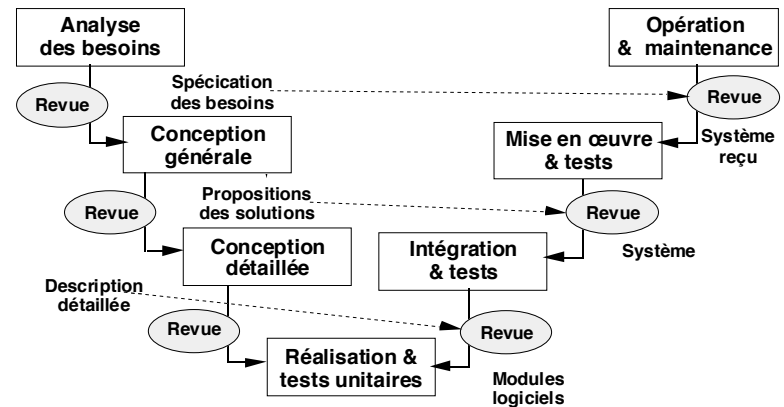 Analyse
des besoins
Opération
& maintenance
Revue
Spécication
des besoins
Revue
Conception
générale
Mise en œuvre
& tests
Système
reçu
Revue
Propositions
des solutions
Revue
Conception
détaillée
Intégration
& tests
Système
Description
détaillée
Revue
Revue
Réalisation &
tests unitaires
Modules
logiciels